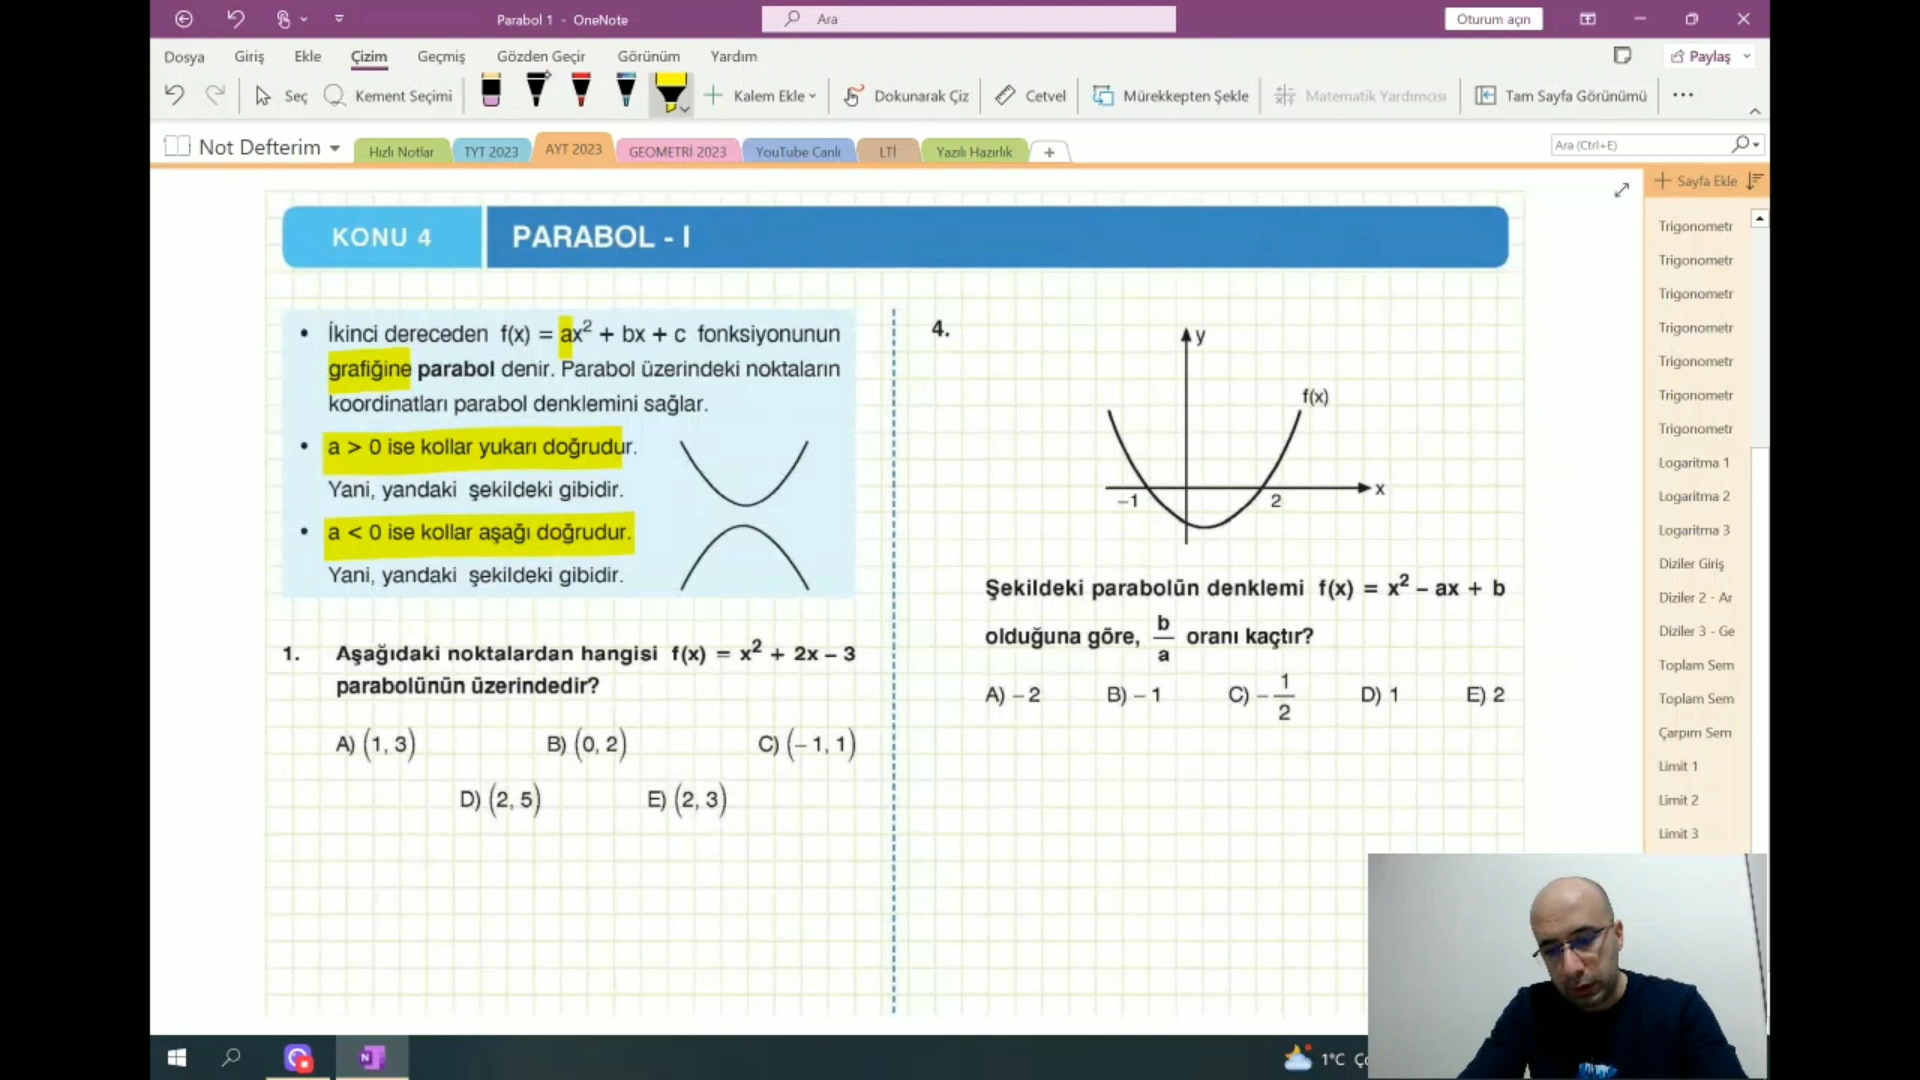 Parabol 1 - OneNote
Ara
Oturum açın
Dosya Giriş Ekle Çizim Geçmiş Gözden Geçir Görünüm Yardım
Paylaş
Seç Kement Seçimi Kalem Ekle Dokunarak Çiz Cetvel Mürekkepten Şekle Matematik Yardımcısı Tam Sayfa Görünümü
Not Defterim Hızlı Notlar TYT 2023 AYT 2023 GEOMETRİ 2023 YouTube Canlı LTİ Yazılı Hazırlık
Ara (Ctrl+E)
Sayfa Ekle
KONU 4 PARABOL - I
• İkinci dereceden f(x) = ax² + bx + c fonksiyonunun
grafiğine parabol denir. Parabol üzerindeki noktaların
koordinatları parabol denklemini sağlar.
• a > 0 ise kollar yukarı doğrudur.
Yani, yandaki şekildeki gibidir.
• a < 0 ise kollar aşağı doğrudur.
Yani, yandaki şekildeki gibidir.
1. Aşağıdaki noktalardan hangisi f(x) = x² + 2x – 3
parabolünün üzerindedir?
A) (1, 3) B) (0, 2) C) (– 1, 1)
D) (2, 5) E) (2, 3)
4.
y
f(x)
x
–1 2
Şekildeki parabolün denklemi f(x) = x² – ax + b
olduğuna göre, b/a oranı kaçtır?
A) – 2 B) – 1 C) – 1/2 D) 1 E) 2
Trigonometr
Trigonometr
Trigonometr
Trigonometr
Trigonometr
Trigonometr
Trigonometr
Logaritma 1
Logaritma 2
Logaritma 3
Diziler Giriş
Diziler 2 - Ar
Diziler 3 - Ge
Toplam Sem
Toplam Sem
Çarpım Sem
Limit 1
Limit 2
Limit 3
1°C